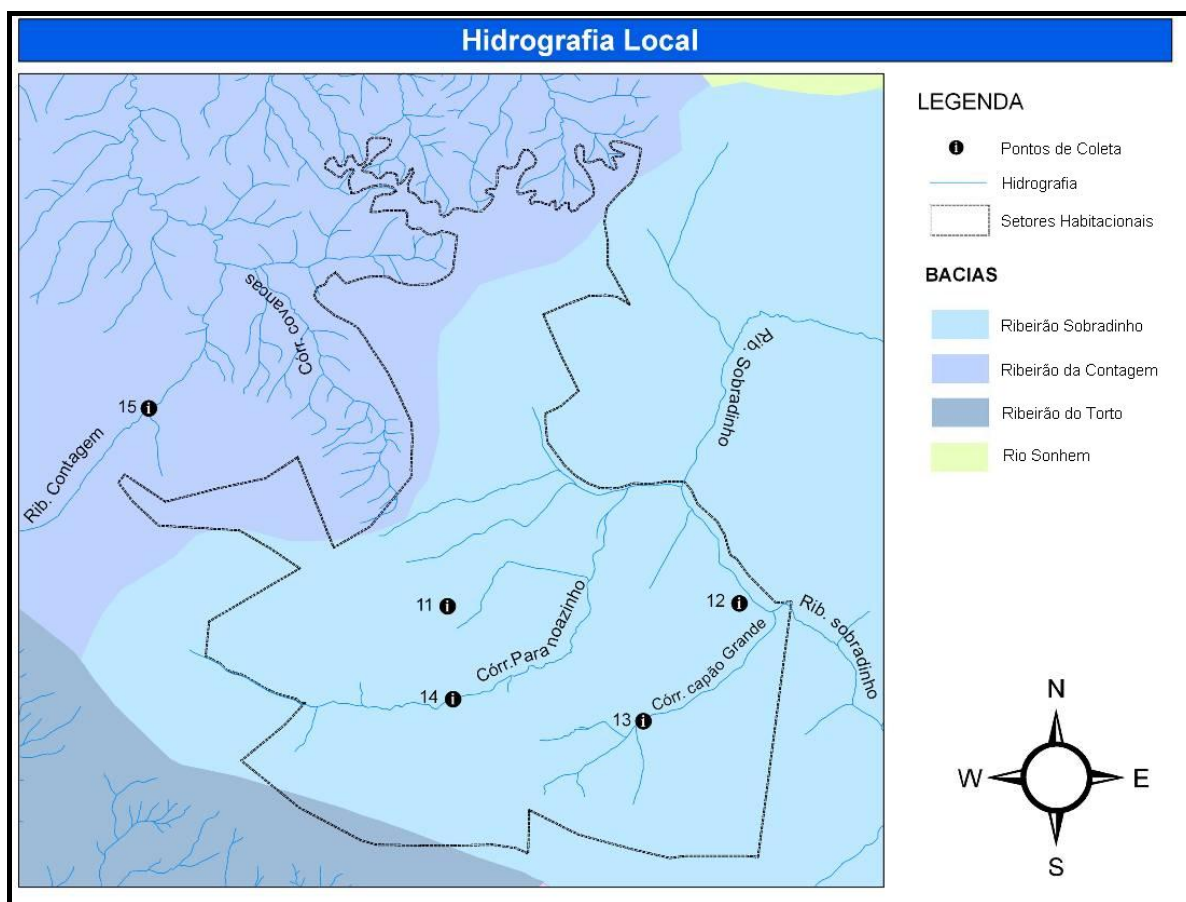 Hidrografia Local
LEGENDA
Pontos de Coleta
Hidrografia
Setores Habitacionais
BACIAS
Ribeirão Sobradinho
Ribeirão da Contagem
Ribeirão do Torto
Rio Sonhem
Córr. covancas
Rib. Sobradinho
15
Rib. Contagem
11
12
Rib. sobradinho
Córr.Paranoazinho
Córr. capão Grande
14
13
N
W
E
S